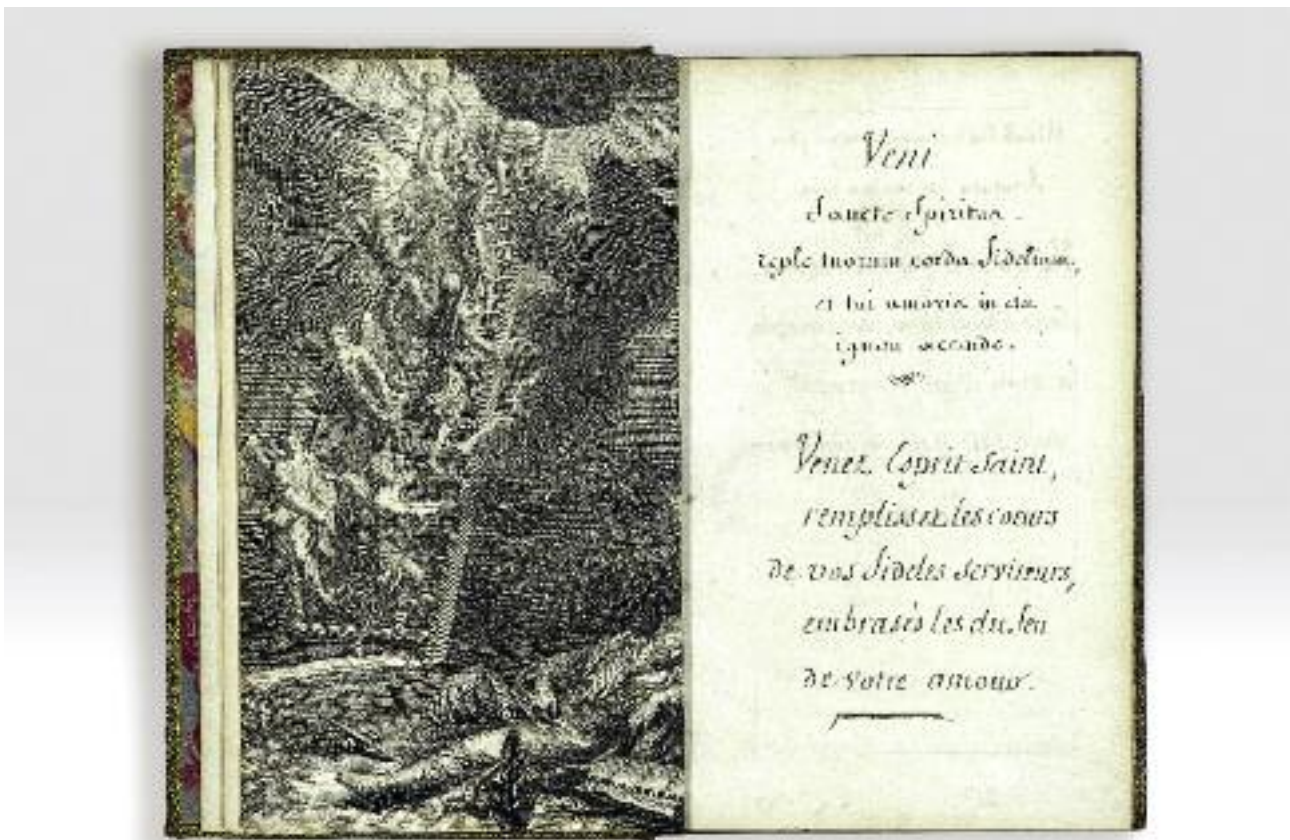 Veni
Sancte Spiritus
reple tuorum corda fidelium,
et tui amoris in eis
ignem accende.
Venez Esprit Saint,
remplissez les coeurs
de vos fideles serviteurs,
embrasès les du feu
de votre amour.